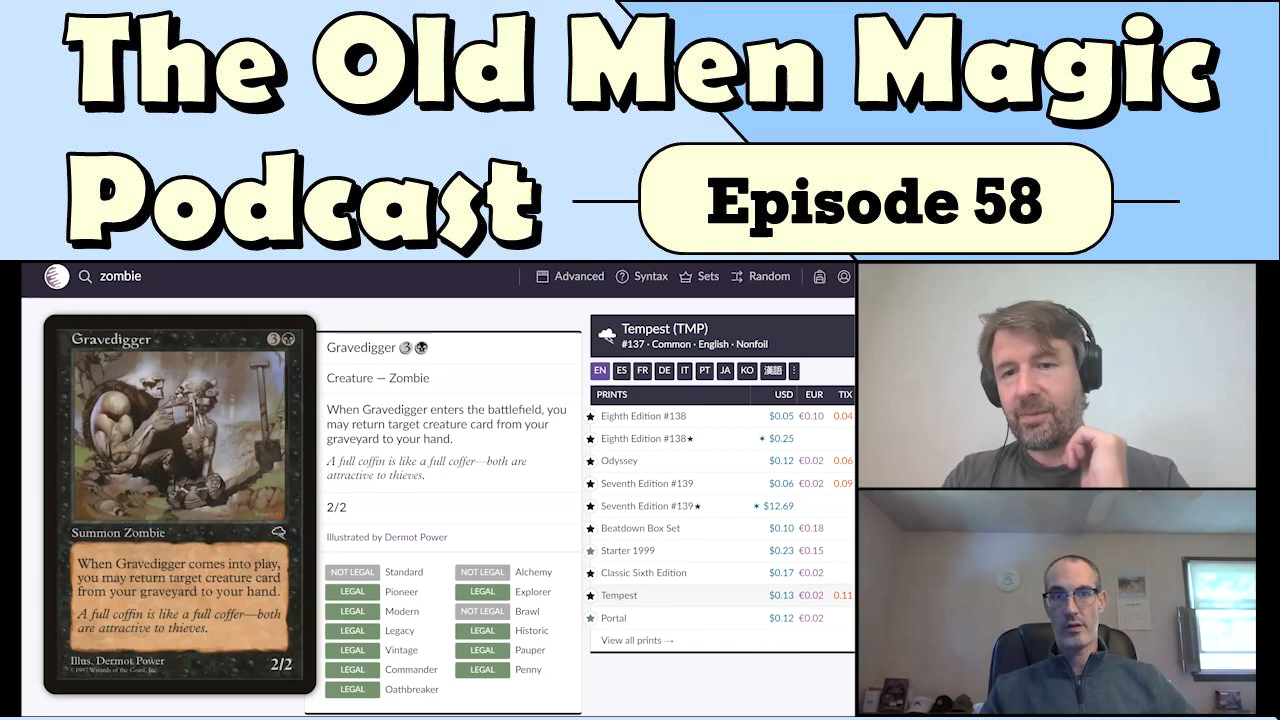 The Old Men Magic
Podcast
Episode 58
zombie
Advanced
Syntax
Sets
Random
Gravedigger 3
Summon Zombie
When Gravedigger comes into play,
you may return target creature card
from your graveyard to your hand.
A full coffin is like a full coffer—both
are attractive to thieves.
Illus. Dermot Power
2/2
Gravedigger 3
Creature — Zombie
When Gravedigger enters the battlefield, you
may return target creature card from your
graveyard to your hand.
A full coffin is like a full coffer—both are
attractive to thieves.
2/2
Illustrated by Dermot Power
NOT LEGAL Standard NOT LEGAL Alchemy
LEGAL Pioneer LEGAL Explorer
LEGAL Modern NOT LEGAL Brawl
LEGAL Legacy LEGAL Historic
LEGAL Vintage LEGAL Pauper
LEGAL Commander LEGAL Penny
LEGAL Oathbreaker
Tempest (TMP)
#137 · Common · English · Nonfoil
EN ES FR DE IT PT JA KO 漢語
PRINTS USD EUR TIX
Eighth Edition #138 $0.05 €0.10 0.04
Eighth Edition #138★ ✶ $0.25
Odyssey $0.12 €0.02 0.06
Seventh Edition #139 $0.06 €0.02 0.09
Seventh Edition #139★ ✶ $12.69
Beatdown Box Set $0.10 €0.18
Starter 1999 $0.23 €0.15
Classic Sixth Edition $0.17 €0.02
Tempest $0.13 €0.02 0.11
Portal $0.12 €0.02
View all prints →